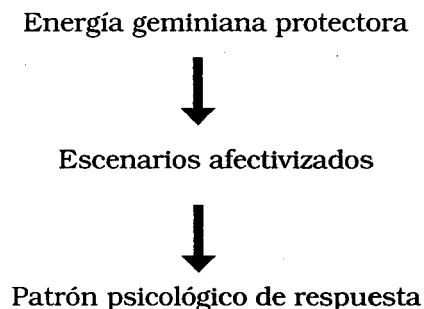 Energía geminiana protectora
Escenarios afectivizados
Patrón psicológico de respuesta